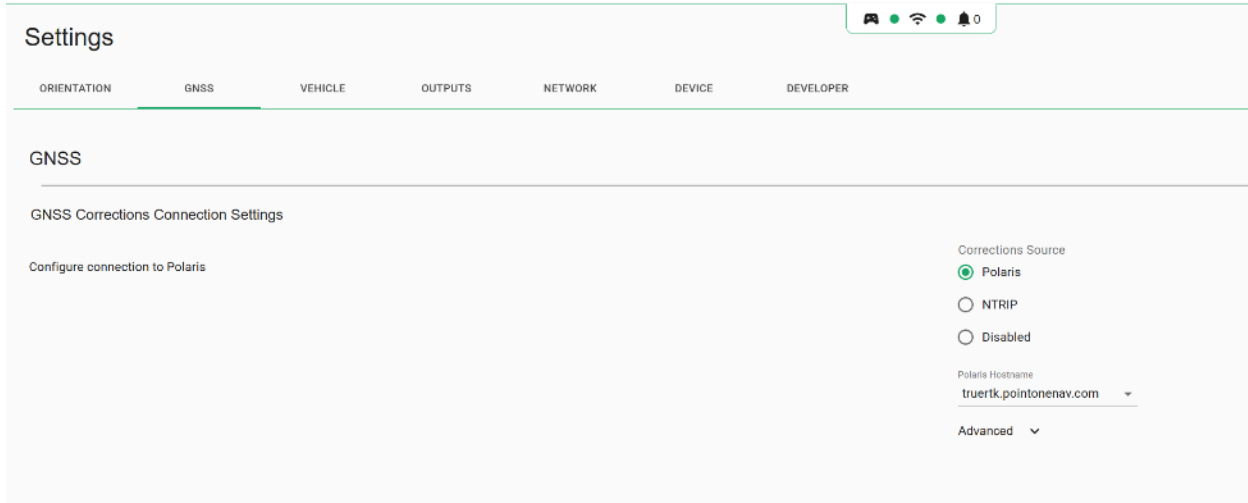 0
Settings
ORIENTATION GNSS VEHICLE OUTPUTS NETWORK DEVICE DEVELOPER
GNSS
GNSS Corrections Connection Settings
Configure connection to Polaris
Corrections Source
Polaris
NTRIP
Disabled
Polaris Hostname
truertk.pointonenav.com
Advanced